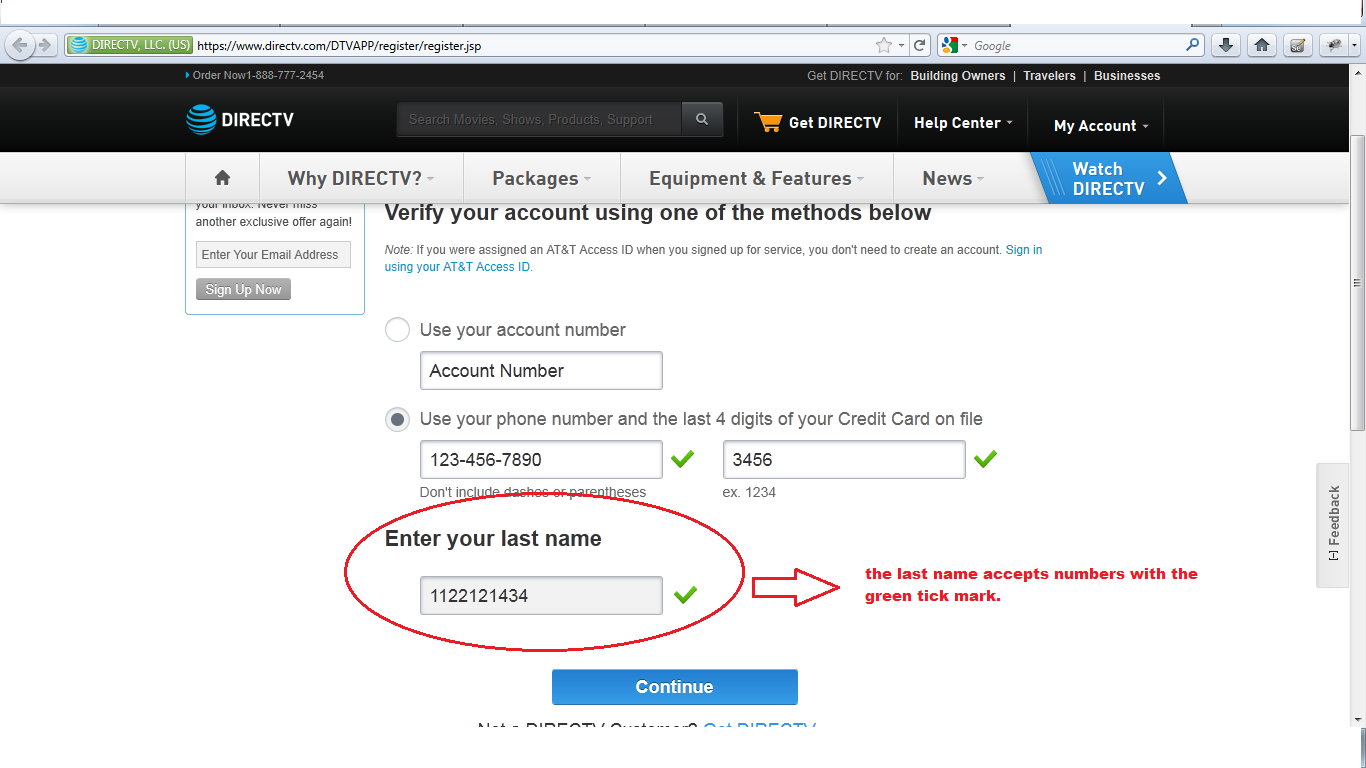 DIRECTV, LLC. (US) https://www.directv.com/DTVAPP/register/register.jsp
Google
Order Now1-888-777-2454
Get DIRECTV for: Building Owners | Travelers | Businesses
DIRECTV
Search Movies, Shows, Products, Support
Get DIRECTV
Help Center
My Account
Why DIRECTV?
Packages
Equipment & Features
News
Watch
DIRECTV
your inbox. Never miss
another exclusive offer again!
Enter Your Email Address
Sign Up Now
Verify your account using one of the methods below
Note: If you were assigned an AT&T Access ID when you signed up for service, you don't need to create an account. Sign in
using your AT&T Access ID.
Use your account number
Account Number
Use your phone number and the last 4 digits of your Credit Card on file
123-456-7890
3456
Don't include dashes or parentheses
ex. 1234
Enter your last name
1122121434
the last name accepts numbers with the
green tick mark.
[-] Feedback
Continue
Not a DIRECTV Customer? Get DIRECTV